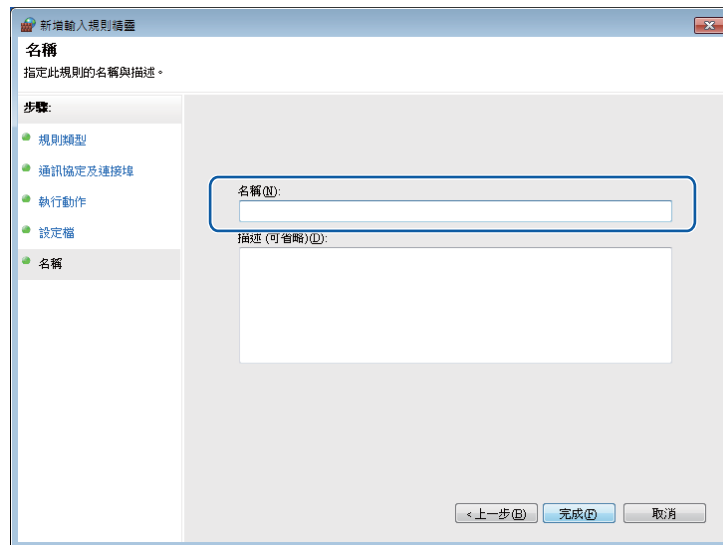 新增輸入規則精靈
名稱
指定此規則的名稱與描述。
步驟:
規則類型
通訊協定及連接埠
執行動作
設定檔
名稱
名稱(N):
描述 (可省略)(D):
<上一步(B)
完成(F)
取消